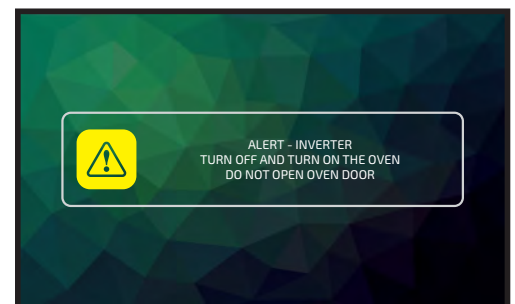 ALERT - INVERTER
TURN OFF AND TURN ON THE OVEN
DO NOT OPEN OVEN DOOR